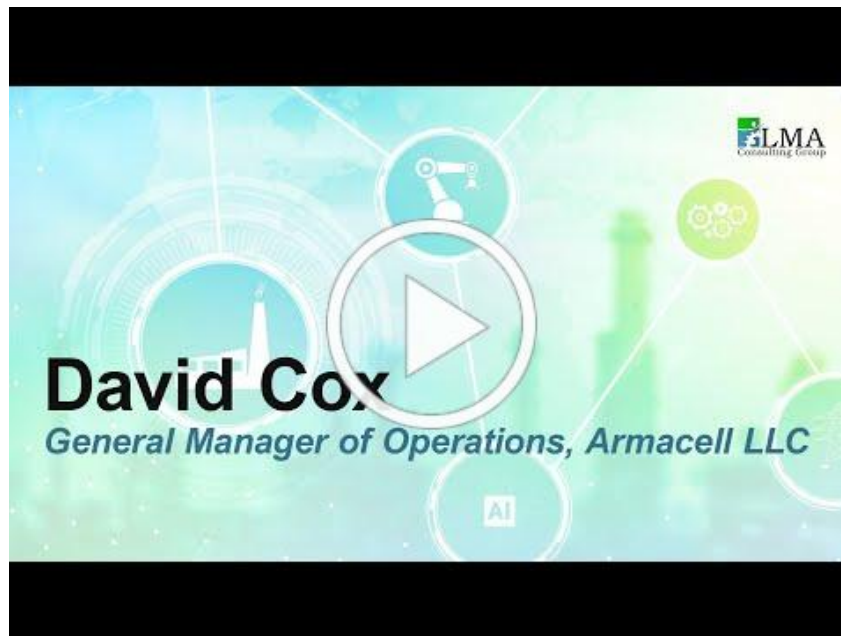 LMA
Consulting Group
David Cox
General Manager of Operations, Armacell LLC
AI